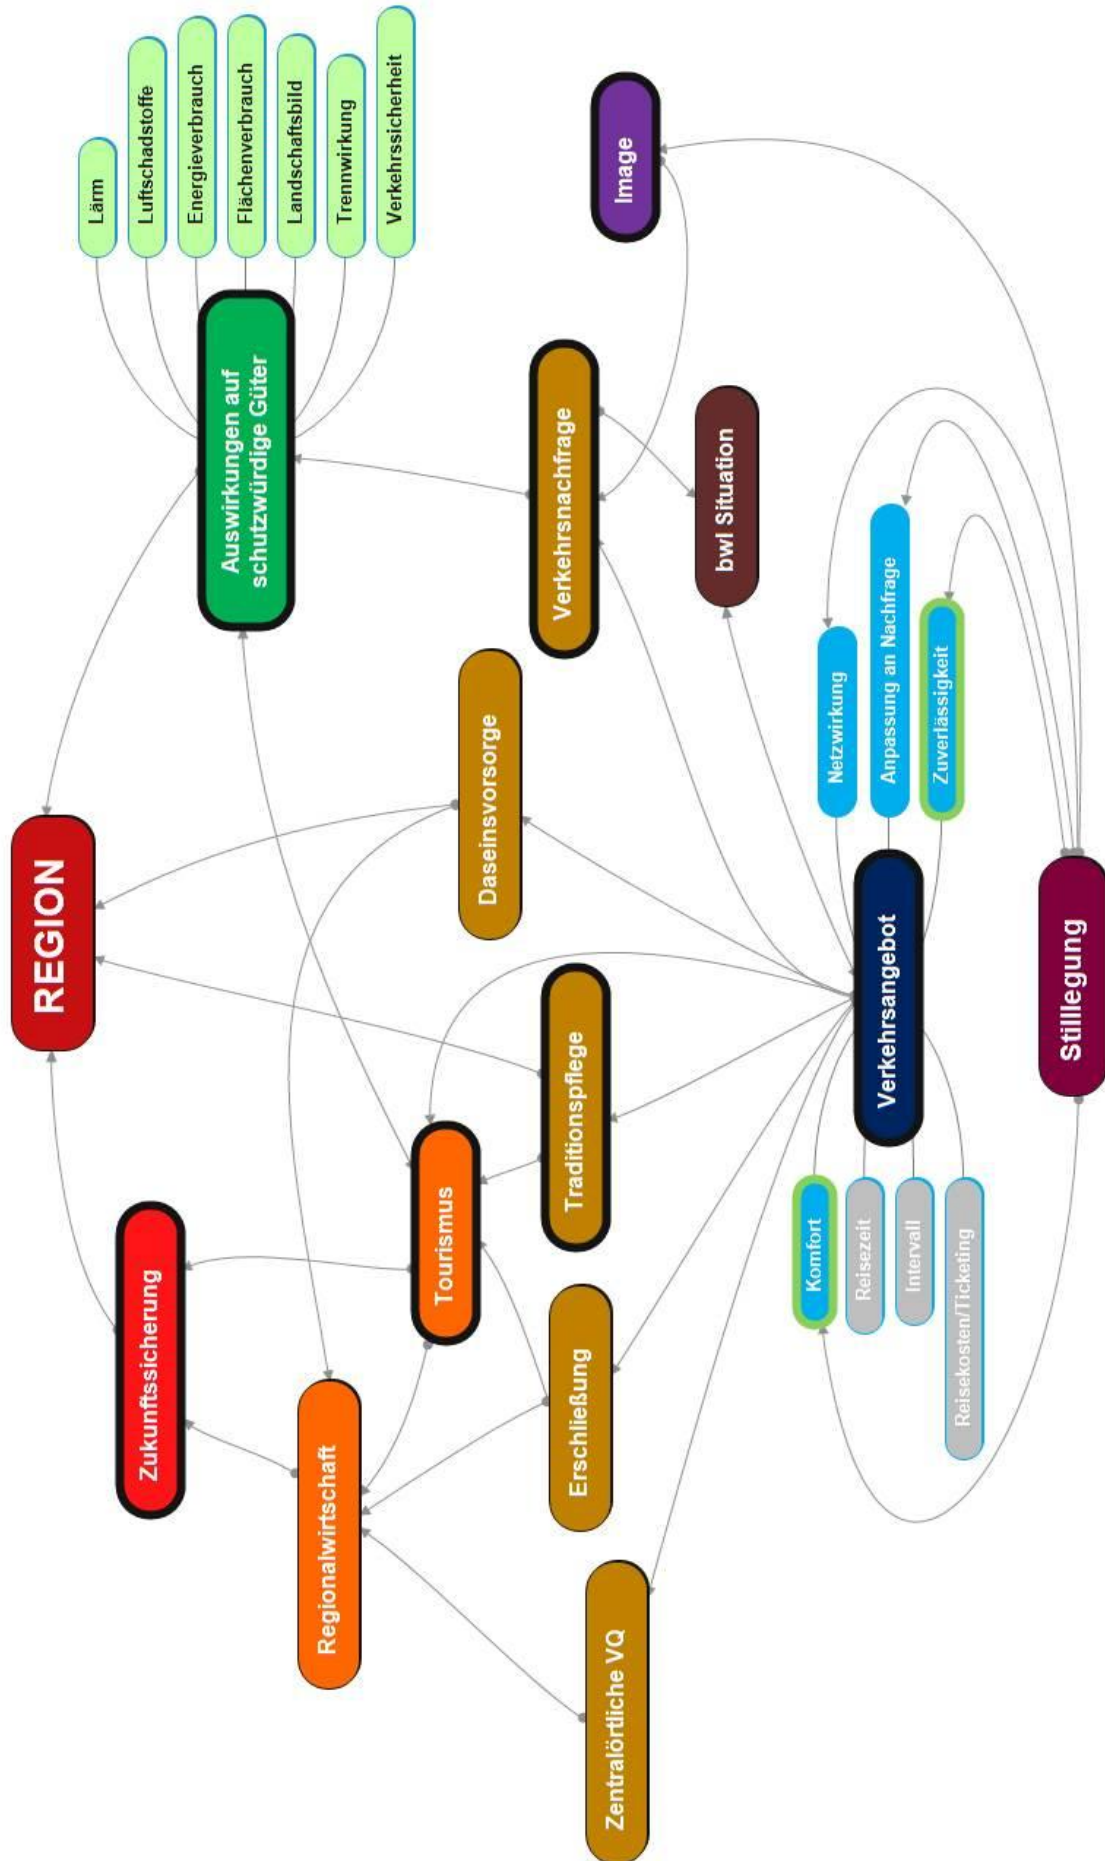 REGION
Zukunftssicherung
Regionalwirtschaft
Tourismus
Auswirkungen auf
schutzwürdige Güter
Lärm
Luftschadstoffe
Energieverbrauch
Flächenverbrauch
Landschaftsbild
Trennwirkung
Verkehrssicherheit
Zentralörtliche VQ
Erschließung
Traditionspflege
Daseinsvorsorge
Verkehrsnachfrage
Image
bwl Situation
Komfort
Reisezeit
Intervall
Reisekosten/Ticketing
Verkehrsangebot
Netzwirkung
Anpassung an Nachfrage
Zuverlässigkeit
Stilllegung